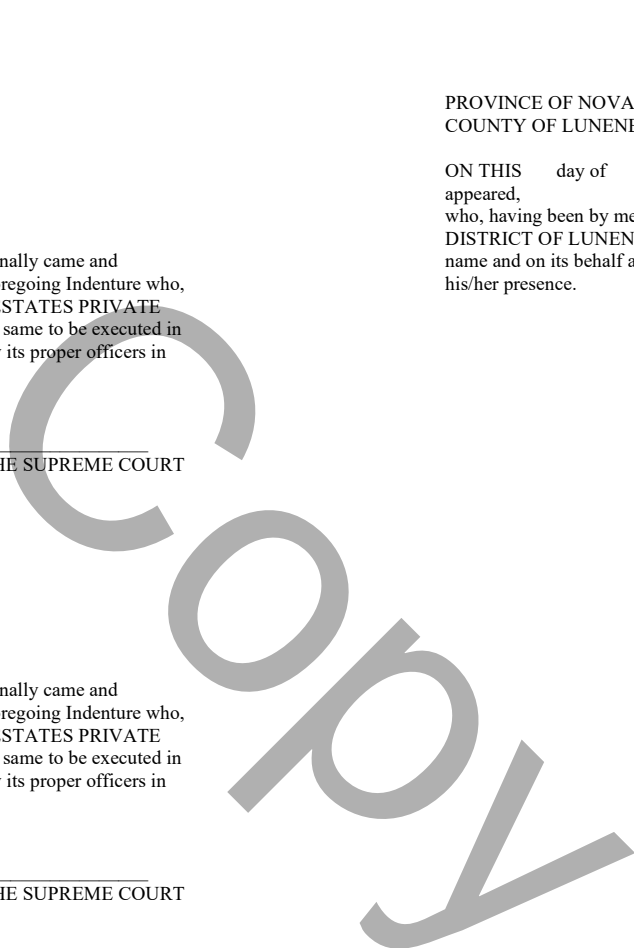 nally came and
regoing Indenture who,
STATES PRIVATE
same to be executed in
its proper officers in
HE SUPREME COURT
nally came and
regoing Indenture who,
STATES PRIVATE
same to be executed in
its proper officers in
HE SUPREME COURT
PROVINCE OF NOVA
COUNTY OF LUNENB
ON THIS day of
appeared,
who, having been by me
DISTRICT OF LUNEN
name and on its behalf a
his/her presence.
Copy